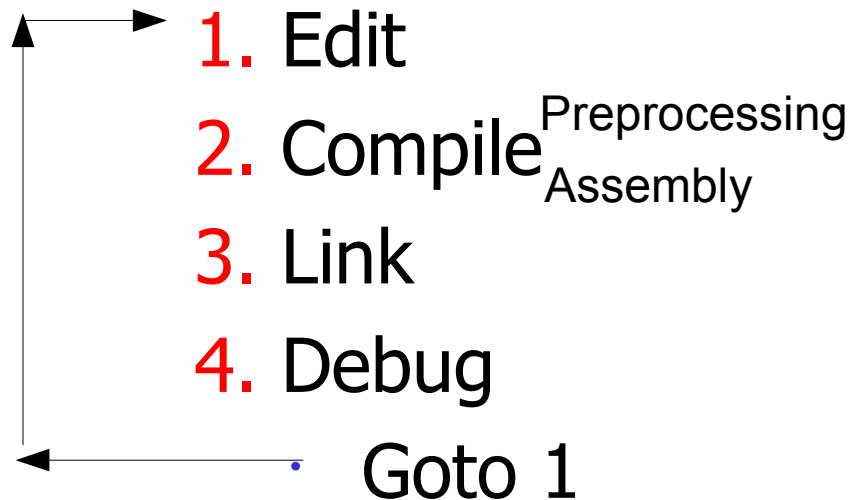 1. Edit
2. Compile Preprocessing
Assembly
3. Link
4. Debug
• Goto 1